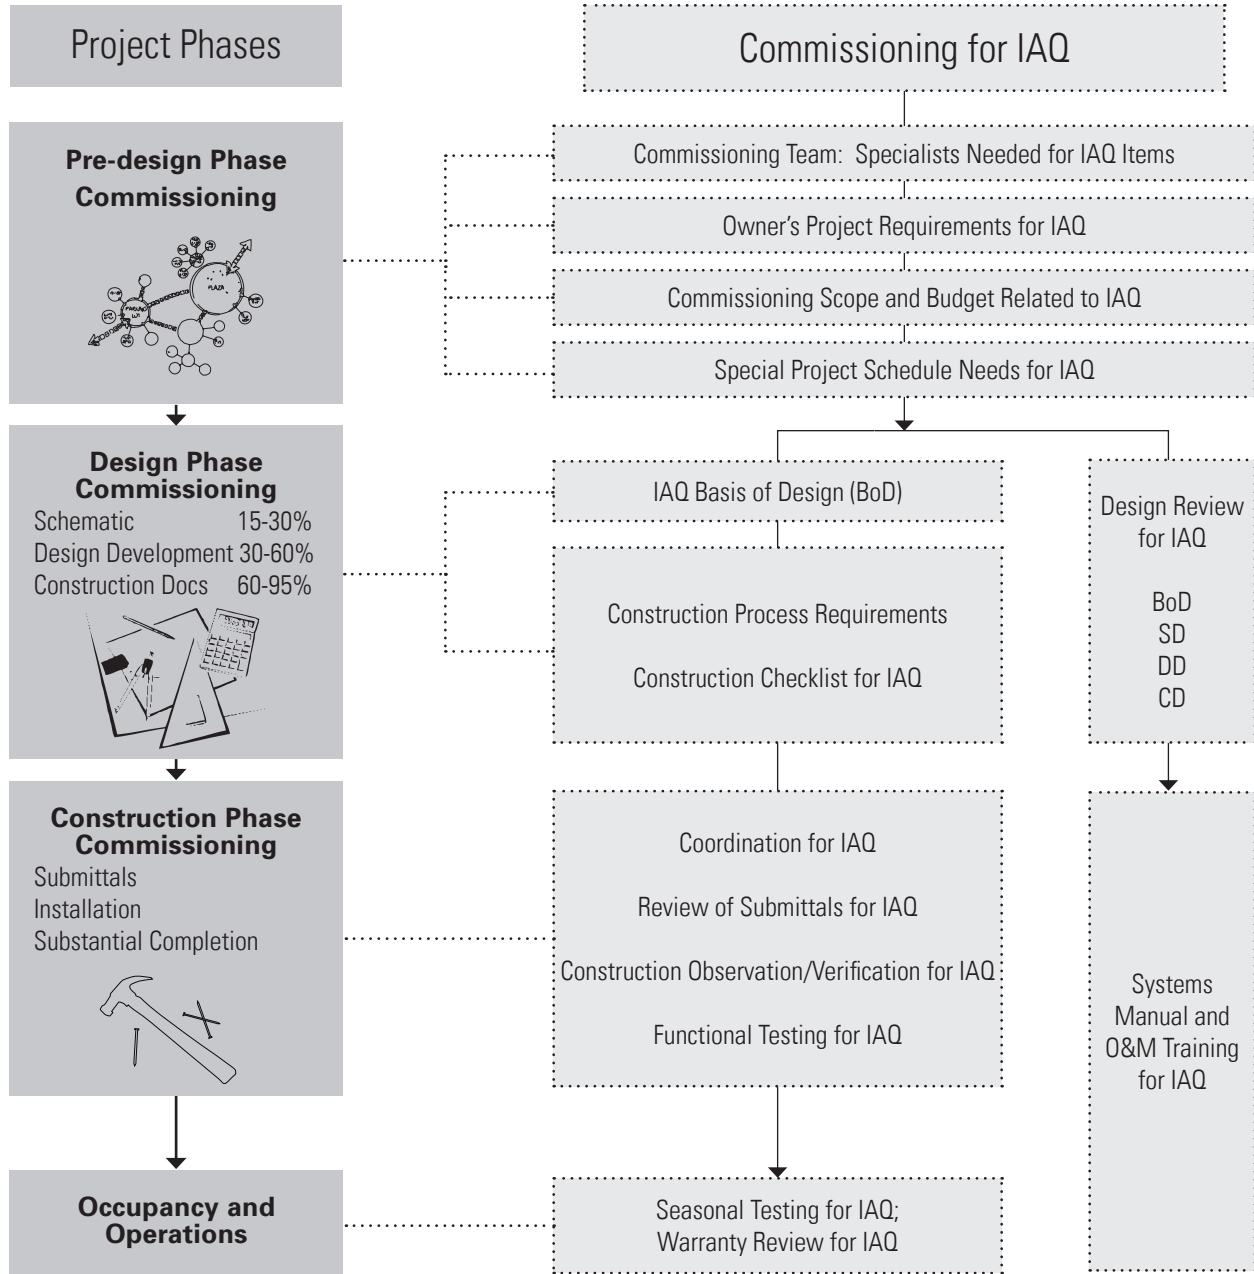 Project Phases
Commissioning for IAQ
Pre-design Phase
Commissioning
PLAZA
Commissioning Team: Specialists Needed for IAQ Items
Owner's Project Requirements for IAQ
Commissioning Scope and Budget Related to IAQ
Special Project Schedule Needs for IAQ
Design Phase
Commissioning
Schematic 15-30%
Design Development 30-60%
Construction Docs 60-95%
IAQ Basis of Design (BoD)
Construction Process Requirements
Construction Checklist for IAQ
Design Review
for IAQ
BoD
SD
DD
CD
Construction Phase
Commissioning
Submittals
Installation
Substantial Completion
Coordination for IAQ
Review of Submittals for IAQ
Construction Observation/Verification for IAQ
Functional Testing for IAQ
Systems
Manual and
O&M Training
for IAQ
Occupancy and
Operations
Seasonal Testing for IAQ;
Warranty Review for IAQ